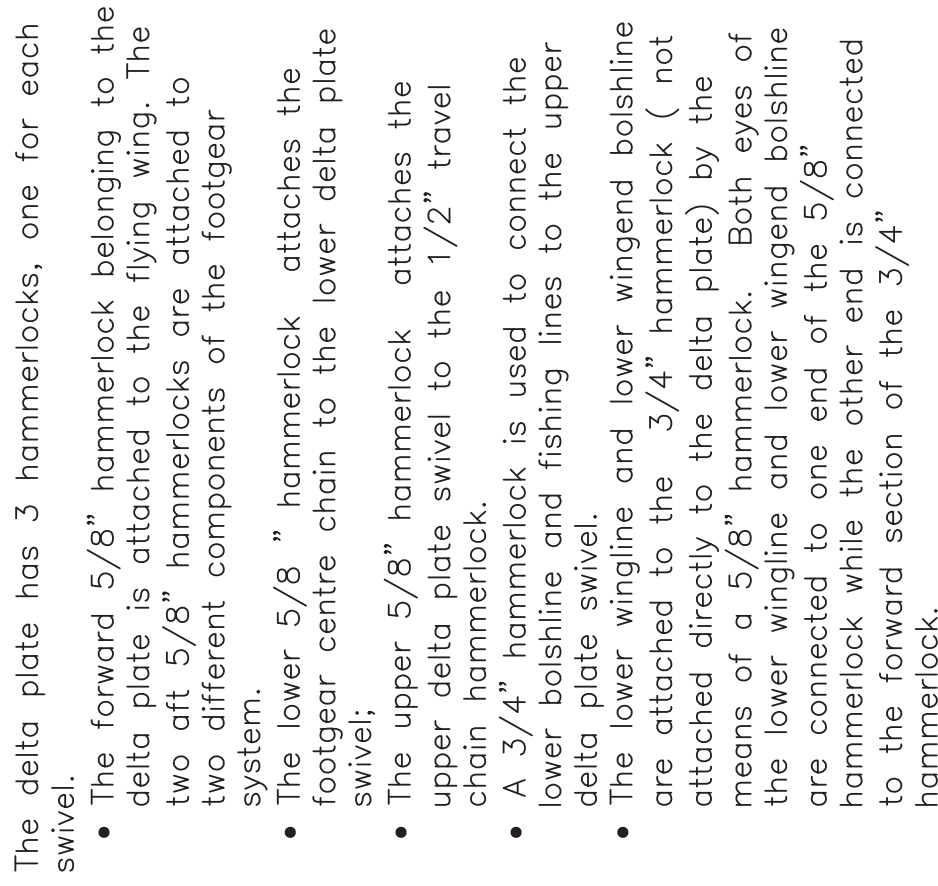 The delta plate has 3 hammerlocks, one for each
swivel.
• The forward 5/8” hammerlock belonging to the
delta plate is attached to the flying wing. The
two aft 5/8” hammerlocks are attached to
two different components of the footgear
system.
• The lower 5/8 ” hammerlock attaches the
footgear centre chain to the lower delta plate
swivel;
• The upper 5/8” hammerlock attaches the
upper delta plate swivel to the 1/2” travel
chain hammerlock.
• A 3/4” hammerlock is used to connect the
lower bolshline and fishing lines to the upper
delta plate swivel.
• The lower wingline and lower wingend bolshline
are attached to the 3/4” hammerlock ( not
attached directly to the delta plate) by the
means of a 5/8” hammerlock. Both eyes of
the lower wingline and lower wingend bolshline
are connected to one end of the 5/8”
hammerlock while the other end is connected
to the forward section of the 3/4”
hammerlock.